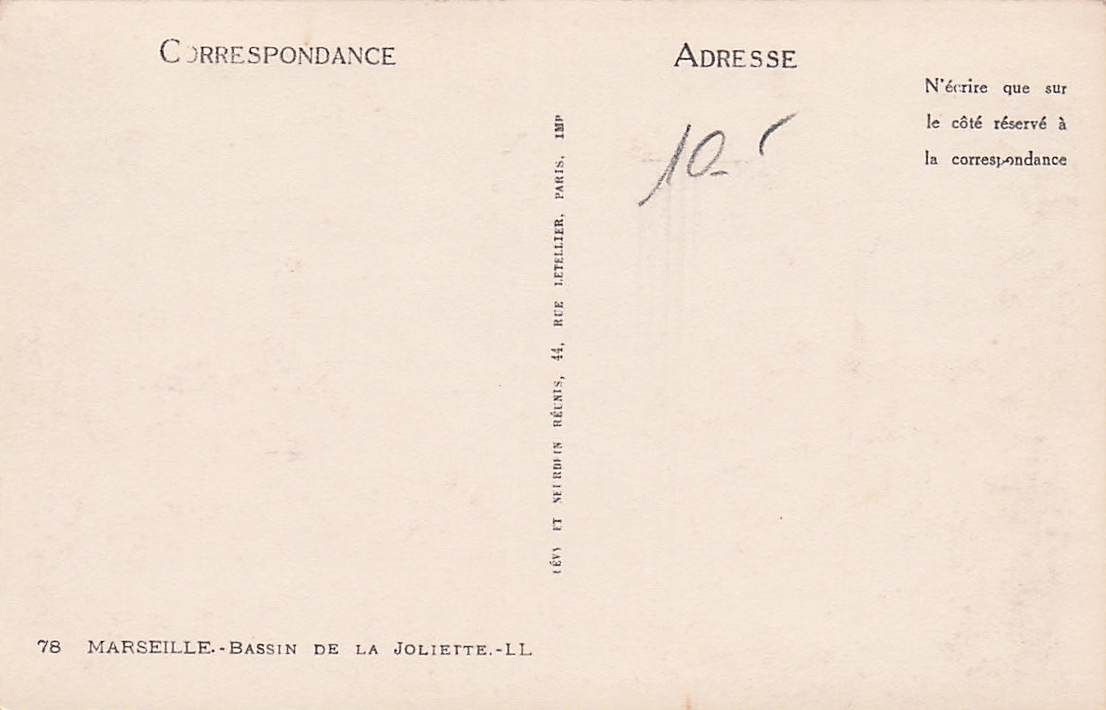 CORRESPONDANCE
ADRESSE
N'écrire que sur
le côté réservé à
la correspondance
10-
LÉVY ET NEURDEIN RÉUNIS, 44, RUE LETELLIER, PARIS, IMP
78 MARSEILLE.-BASSIN DE LA JOLIETTE.-LL